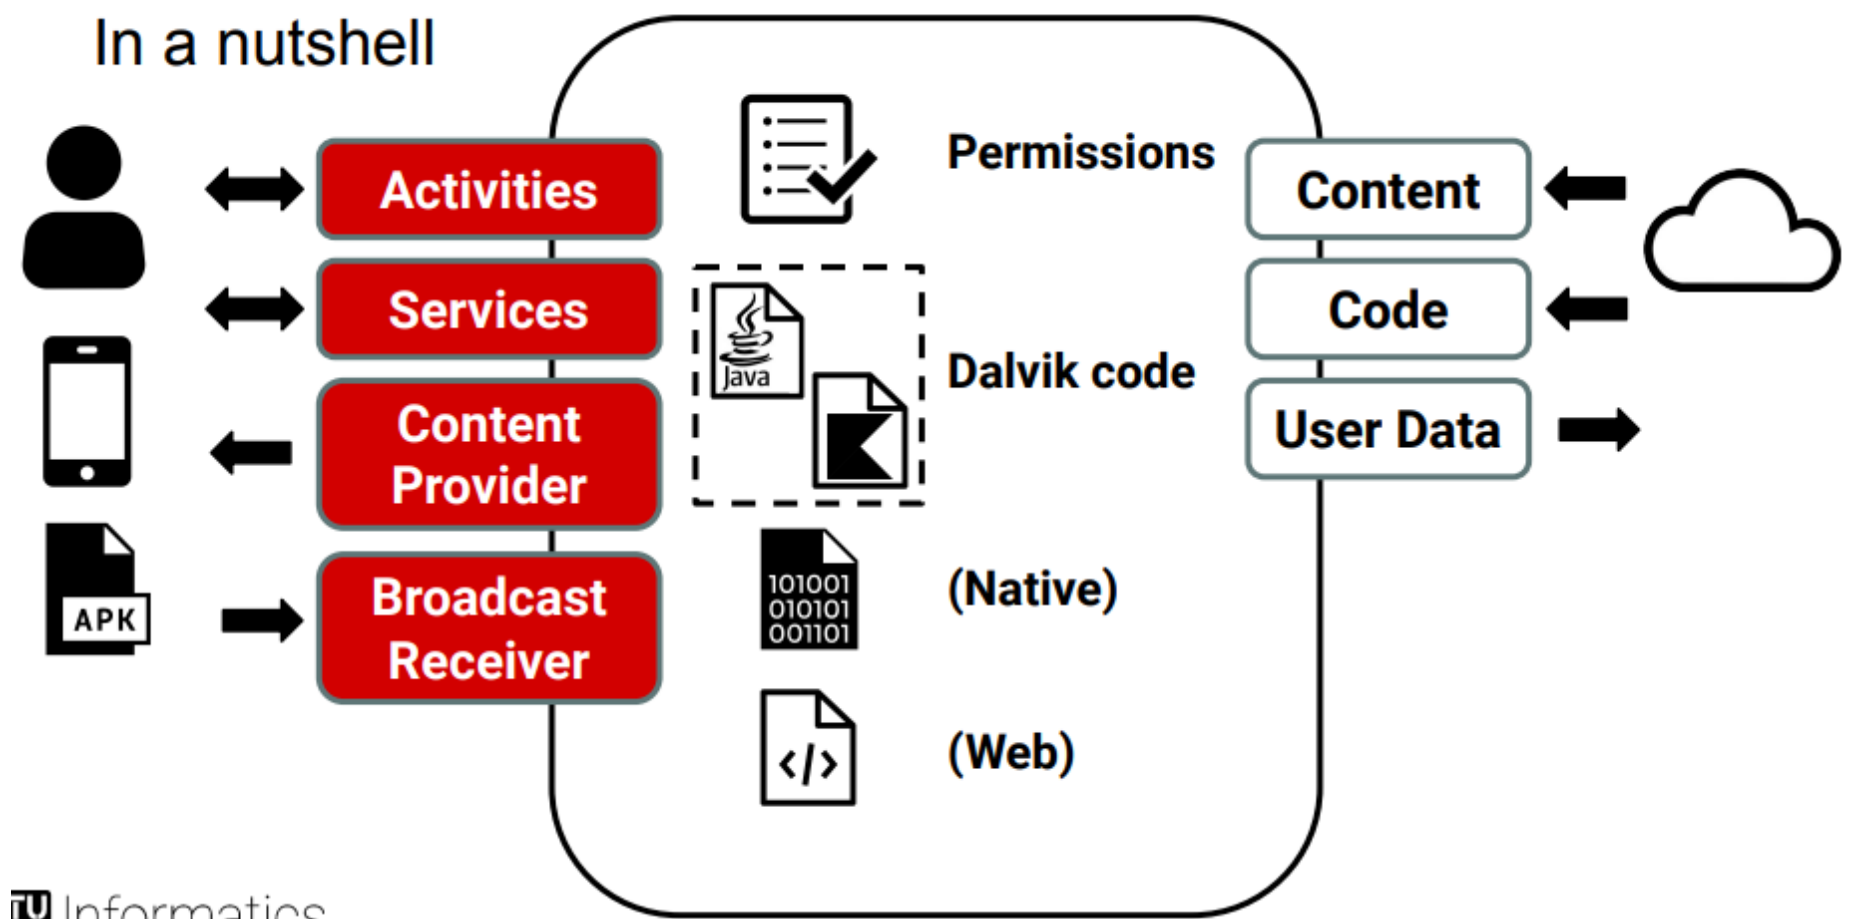 In a nutshell
Activities
Services
Content
Provider
Broadcast
Receiver
APK
Permissions
Java
Dalvik code
101001
010101
001101
(Native)
</>
(Web)
Content
Code
User Data
TU Informatics